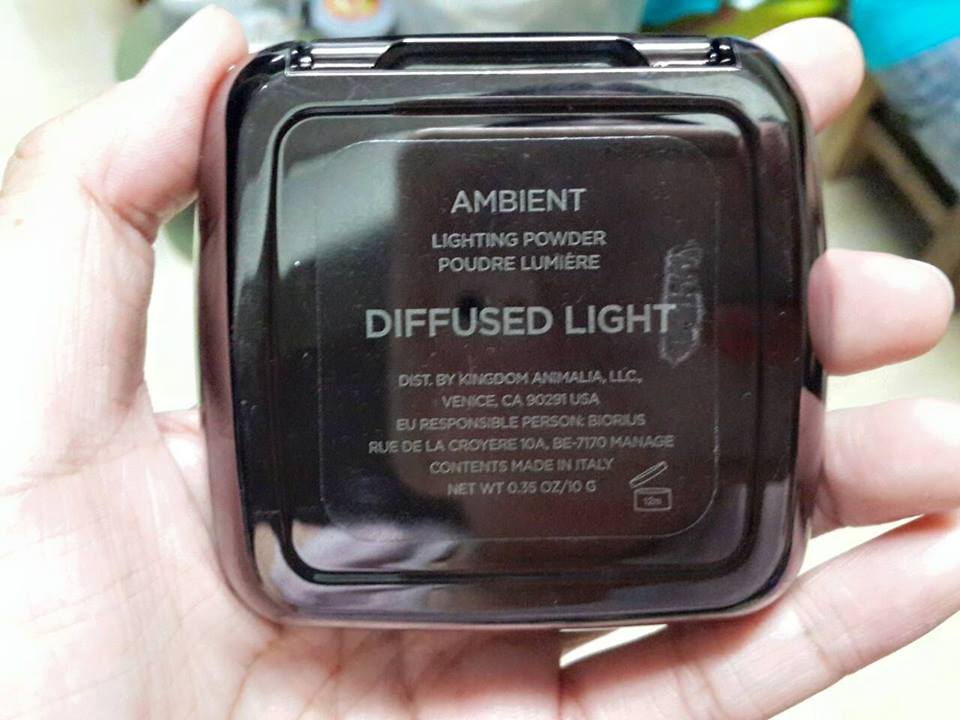 AMBIENT
LIGHTING POWDER
POUDRE LUMIÈRE
DIFFUSED LIGHT
DIST. BY KINGDOM ANIMALIA, LLC,
VENICE, CA 90291 USA
EU RESPONSIBLE PERSON: BIORIUS
RUE DE LA CROYERE 10A, BE-7170 MANAGE
CONTENTS MADE IN ITALY
NET WT 0.35 OZ/10 G
12m